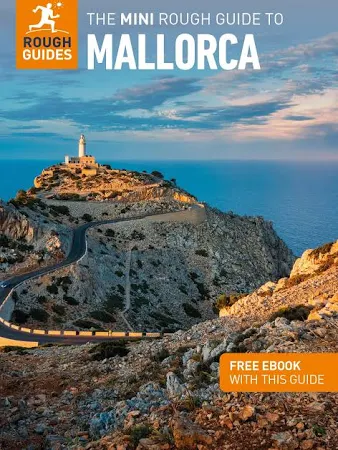 ROUGH
GUIDES
THE MINI ROUGH GUIDE TO
MALLORCA
FREE EBOOK
WITH THIS GUIDE